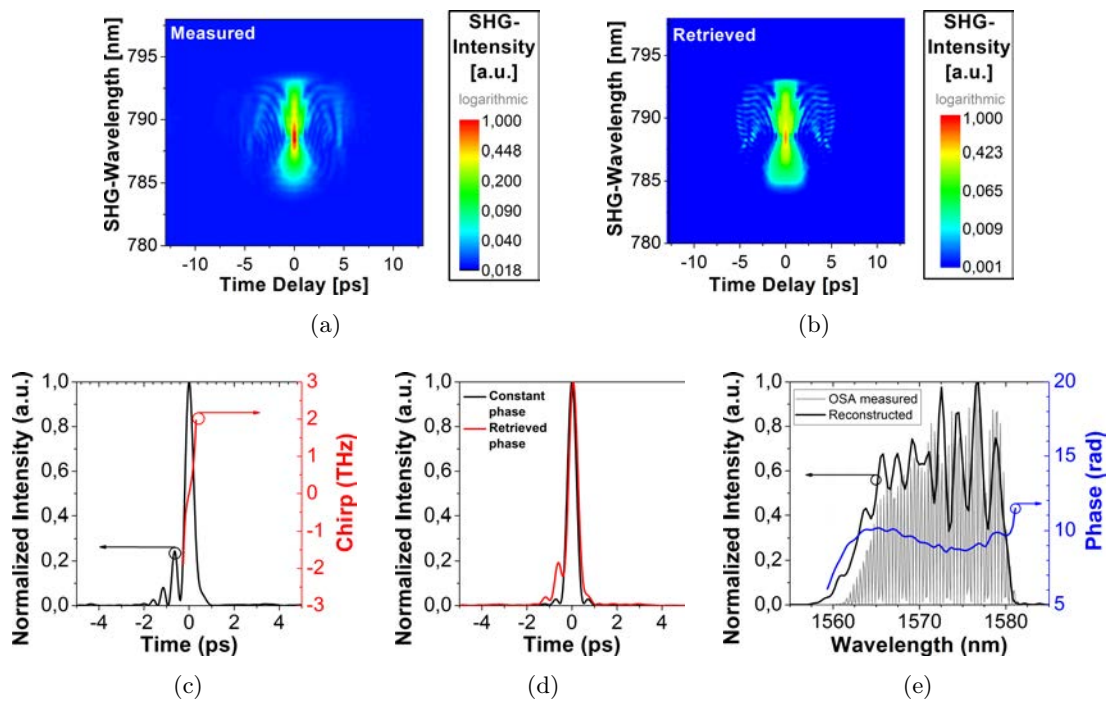 SHG-Wavelength [nm]
795
790
785
780
Measured
-10 -5 0 5 10
Time Delay [ps]
SHG-
Intensity
[a.u.]
logarithmic
1,000
0,448
0,200
0,090
0,040
0,018
(a)
SHG-Wavelength [nm]
795
790
785
780
Retrieved
-10 -5 0 5 10
Time Delay [ps]
SHG-
Intensity
[a.u.]
logarithmic
1,000
0,423
0,065
0,009
0,001
(b)
Normalized Intensity (a.u.)
1,0
0,8
0,6
0,4
0,2
0,0
-4 -2 0 2 4
Time (ps)
3
2
1
0
-1
-2
-3
Chirp (THz)
(c)
Normalized Intensity (a.u.)
1,0
0,8
0,6
0,4
0,2
0,0
Constant
phase
Retrieved
phase
-4 -2 0 2 4
Time (ps)
(d)
Normalized Intensity (a.u.)
1,0
0,8
0,6
0,4
0,2
0,0
OSA measured
Reconstructed
1560 1570 1580
Wavelength (nm)
20
15
10
5
Phase (rad)
(e)